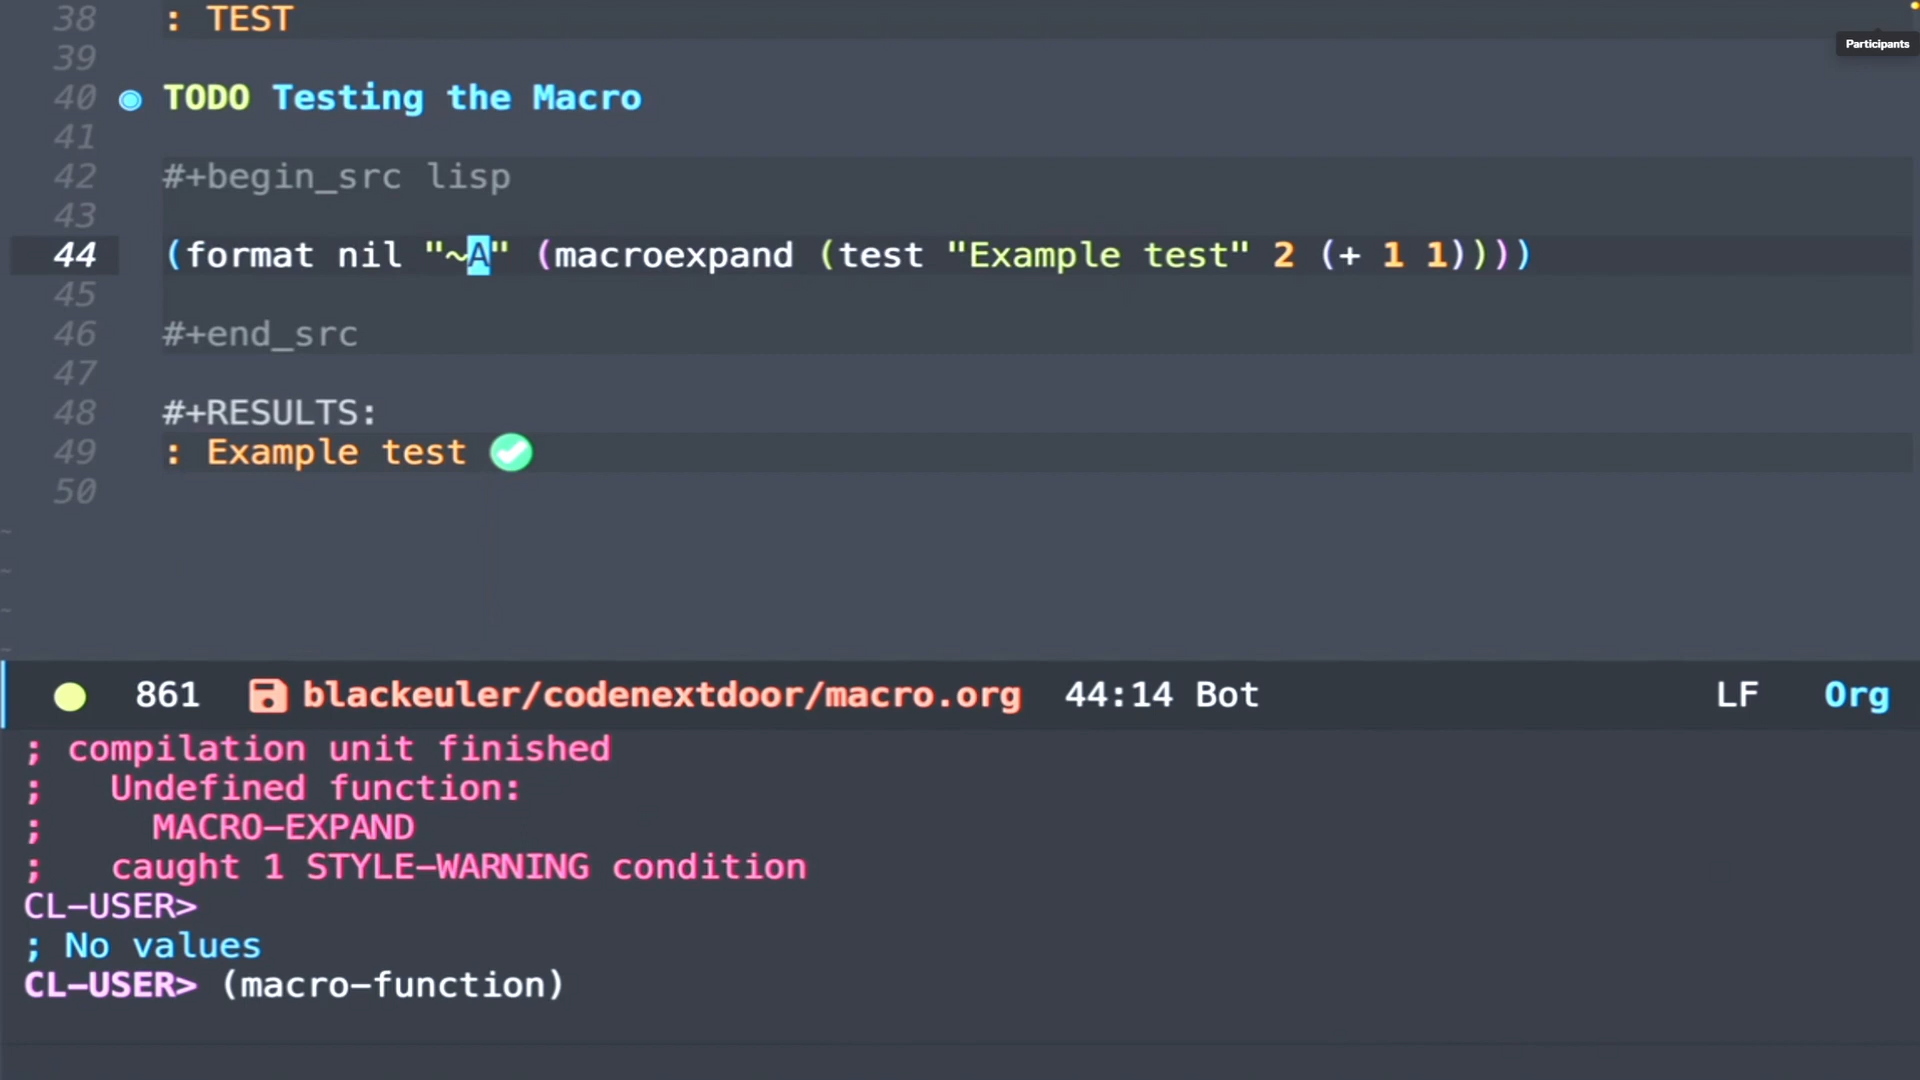 38 : TEST
Participants
39
40 TODO Testing the Macro
41
42 #+begin_src lisp
43
44 (format nil "~A" (macroexpand (test "Example test" 2 (+ 1 1))))
45
46 #+end_src
47
48 #+RESULTS:
49 : Example test ✅
50
~
~
~
~
861 blackeuler/codenextdoor/macro.org 44:14 Bot LF Org
; compilation unit finished
;   Undefined function:
;     MACRO-EXPAND
;   caught 1 STYLE-WARNING condition
CL-USER>
; No values
CL-USER> (macro-function)